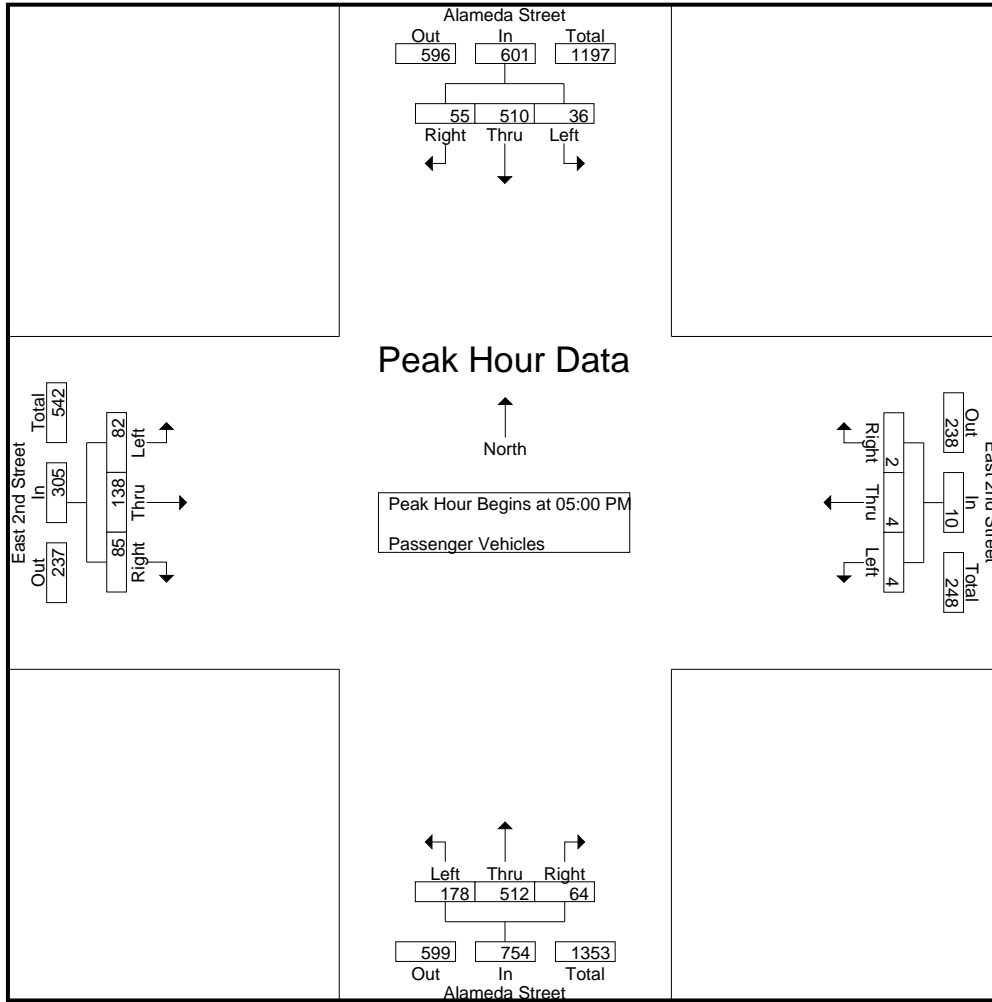 Alameda Street
Out In Total
596 601 1197
55 510 36
Right Thru Left
Peak Hour Data
North
Peak Hour Begins at 05:00 PM
Passenger Vehicles
East 2nd Street
Total In Out
542 305 237
82 138 85
Left Thru Right
Right Thru Left
2 4 4
Out In Total
238 10 248
East 2nd Street
Left Thru Right
178 512 64
599 754 1353
Out In Total
Alameda Street